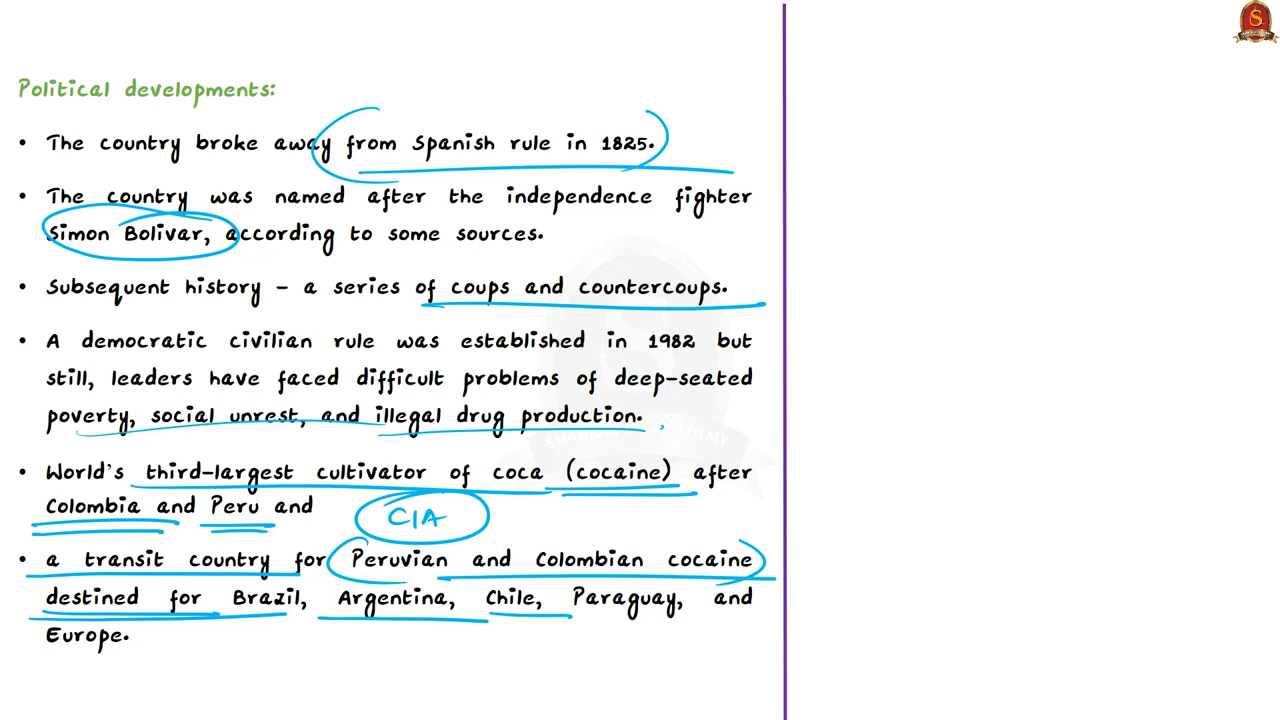 Political developments:
• The country broke away from Spanish rule in 1825.
• The country was named after the independence fighter
Simon Bolivar, according to some sources.
• Subsequent history – a series of coups and countercoups.
• A democratic civilian rule was established in 1982 but
still, leaders have faced difficult problems of deep-seated
poverty, social unrest, and illegal drug production.
• World's third-largest cultivator of coca (cocaine) after
Colombia and Peru and
CIA
• a transit country for Peruvian and Colombian cocaine
destined for Brazil, Argentina, Chile, Paraguay, and
Europe.